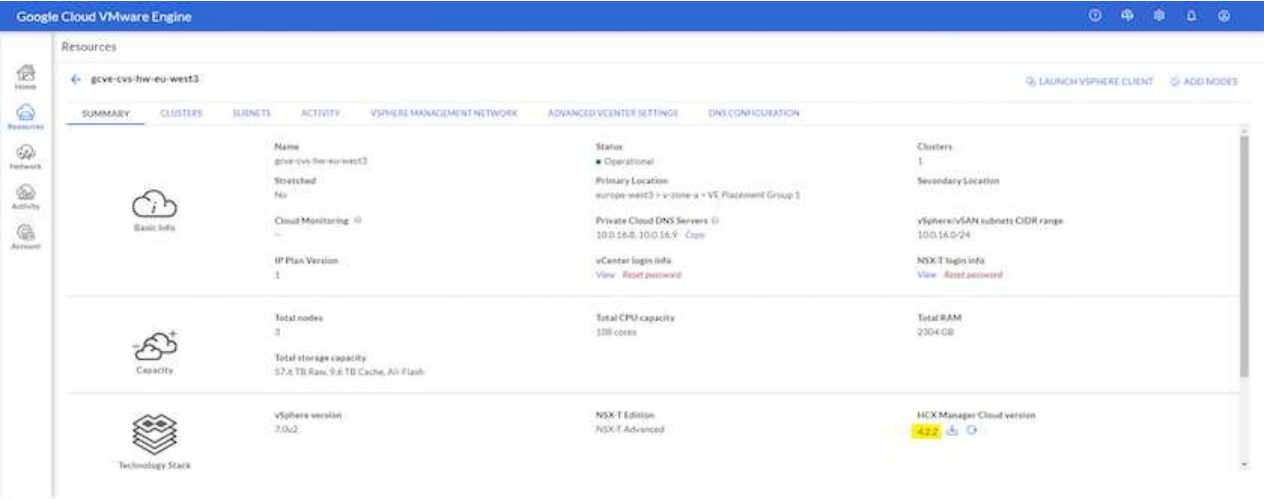 Google Cloud VMware Engine
Resources
gcve-cvs-hw-eu-west3
LAUNCH VSPHERE CLIENT
ADD NODES
Home
Resources
Network
Activity
Account
SUMMARY CLUSTERS SUBNETS ACTIVITY VSPHERE MANAGEMENT NETWORK ADVANCED VCENTER SETTINGS DNS CONFIGURATION
Basic Info
Name
gcve-cvs-hw-eu-west3
Status
Operational
Clusters
1
Stretched
No
Primary Location
europe-west3 > v-zone-a > VE Placement Group 1
Secondary Location
Cloud Monitoring
--
Private Cloud DNS Servers
10.0.16.8, 10.0.16.9 Copy
vSphere/vSAN subnets CIDR range
10.0.16.0/24
IP Plan Version
1
vCenter login info
View Reset password
NSX-T login info
View Reset password
Capacity
Total nodes
3
Total CPU capacity
108 cores
Total RAM
2304 GB
Total storage capacity
57.6 TB Raw, 9.6 TB Cache, All-Flash
Technology Stack
vSphere version
7.0u2
NSX-T Edition
NSX-T Advanced
HCX Manager Cloud version
4.2.2